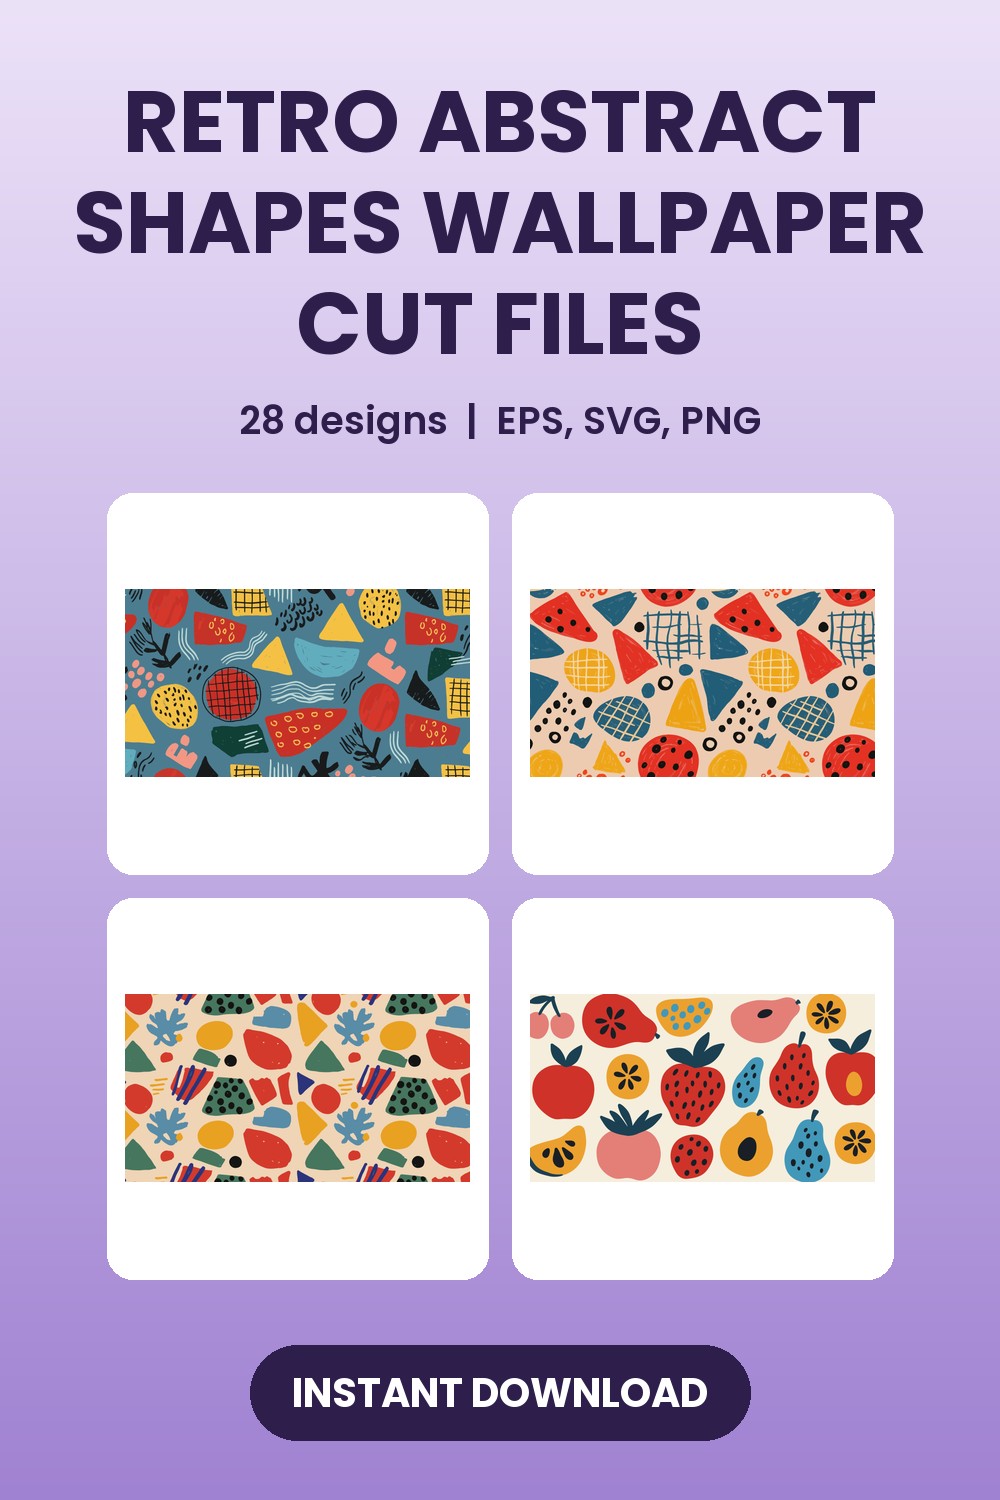 RETRO ABSTRACT
SHAPES WALLPAPER
CUT FILES
28 designs | EPS, SVG, PNG
INSTANT DOWNLOAD